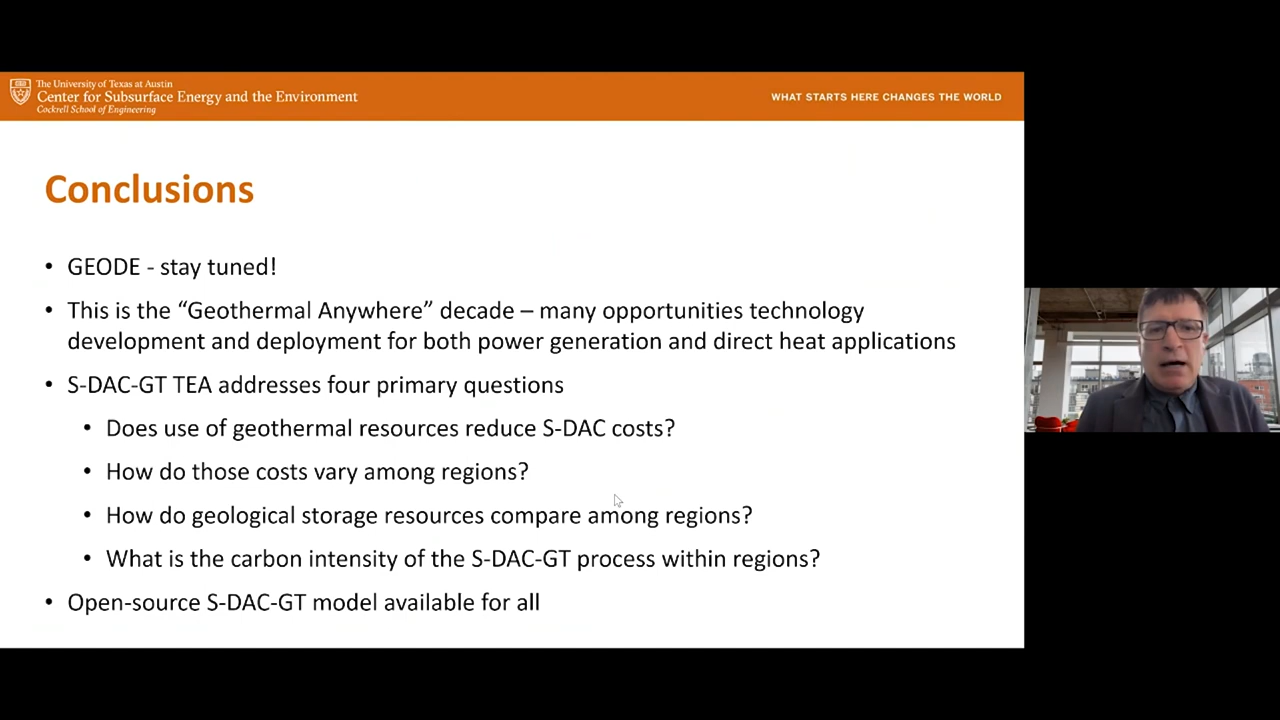 The University of Texas at Austin
Center for Subsurface Energy and the Environment
Cockrell School of Engineering
WHAT STARTS HERE CHANGES THE WORLD
Conclusions
• GEODE - stay tuned!
• This is the “Geothermal Anywhere” decade – many opportunities technology
development and deployment for both power generation and direct heat applications
• S-DAC-GT TEA addresses four primary questions
• Does use of geothermal resources reduce S-DAC costs?
• How do those costs vary among regions?
• How do geological storage resources compare among regions?
• What is the carbon intensity of the S-DAC-GT process within regions?
• Open-source S-DAC-GT model available for all